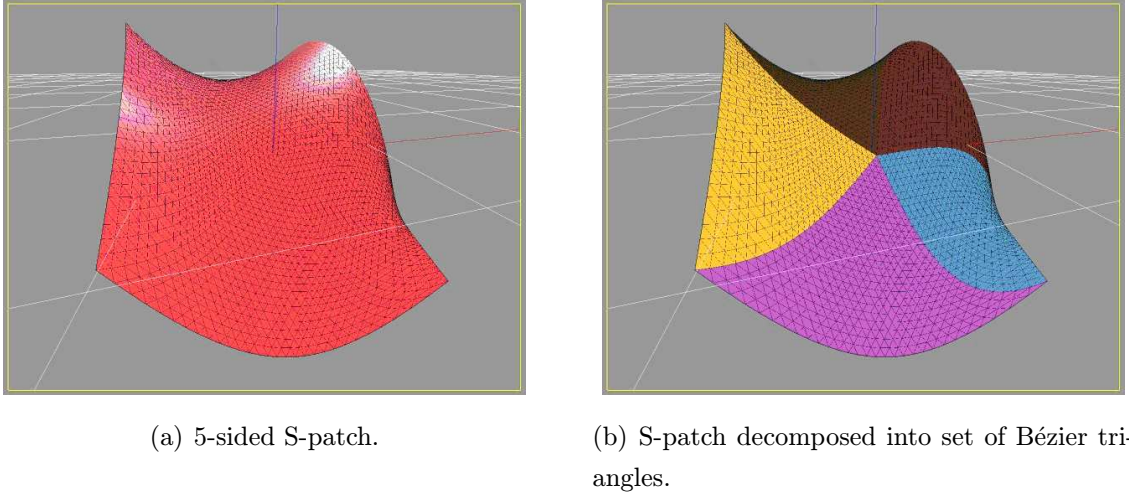 (a) 5-sided S-patch.
(b) S-patch decomposed into set of Bézier tri-
angles.